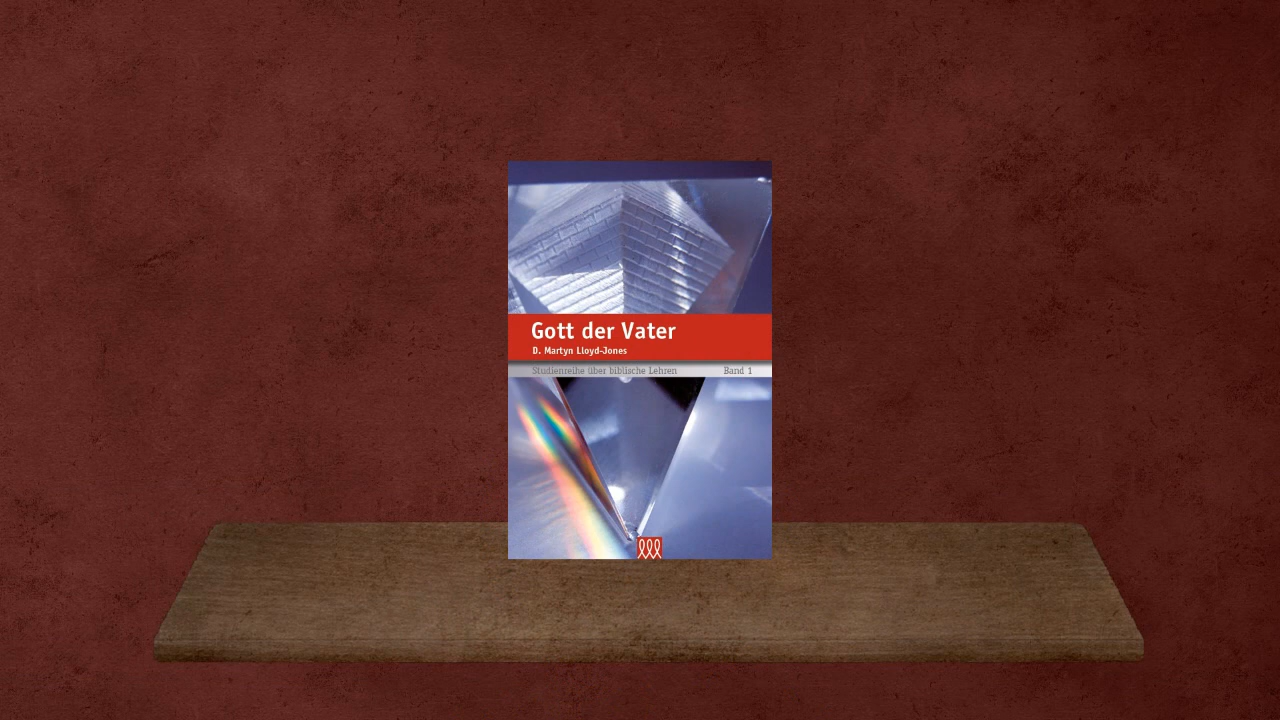 Gott der Vater
D. Martyn Lloyd-Jones
Studienreihe über biblische Lehren Band 1